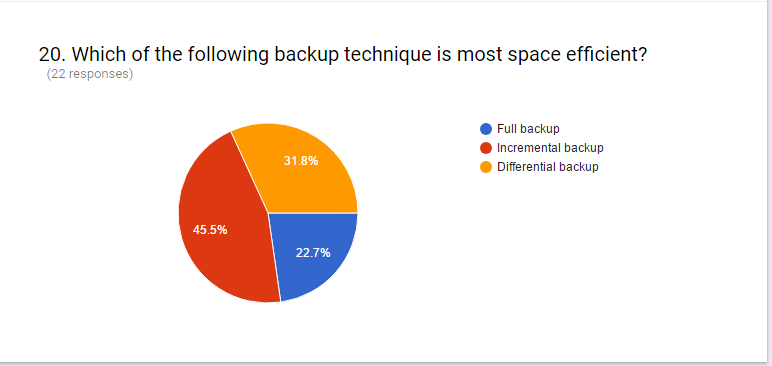 20. Which of the following backup technique is most space efficient?
(22 responses)
Full backup
Incremental backup
Differential backup
31.8%
45.5%
22.7%